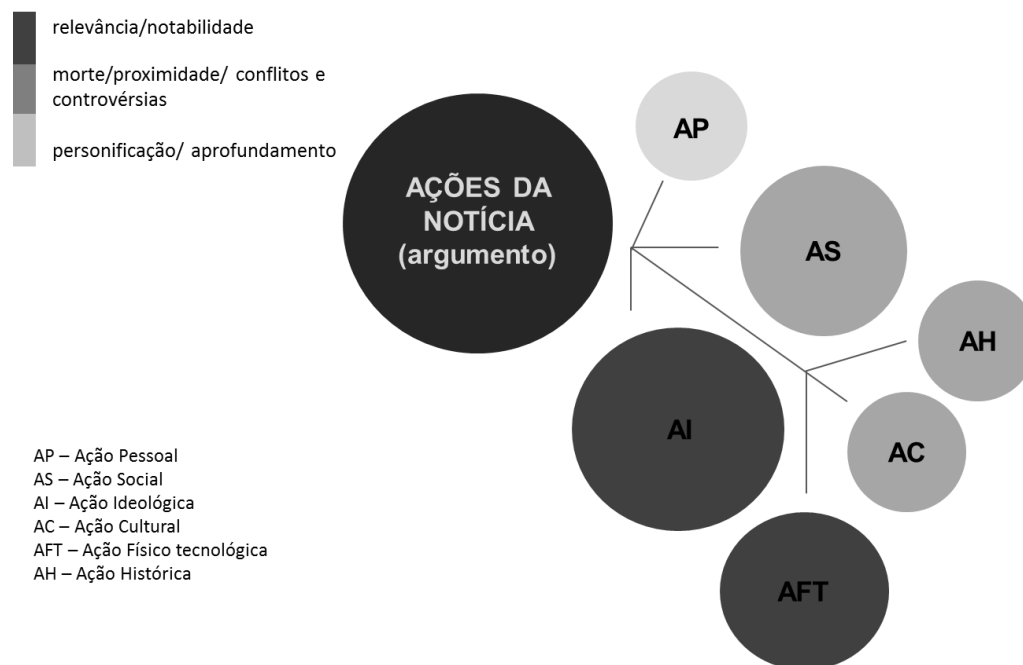 relevância/notabilidade
morte/proximidade/ conflitos e
controvérsias
personificação/ aprofundamento
AÇÕES DA
NOTÍCIA
(argumento)
AP
AS
AH
AI
AC
AFT
AP – Ação Pessoal
AS – Ação Social
AI – Ação Ideológica
AC – Ação Cultural
AFT – Ação Físico tecnológica
AH – Ação Histórica